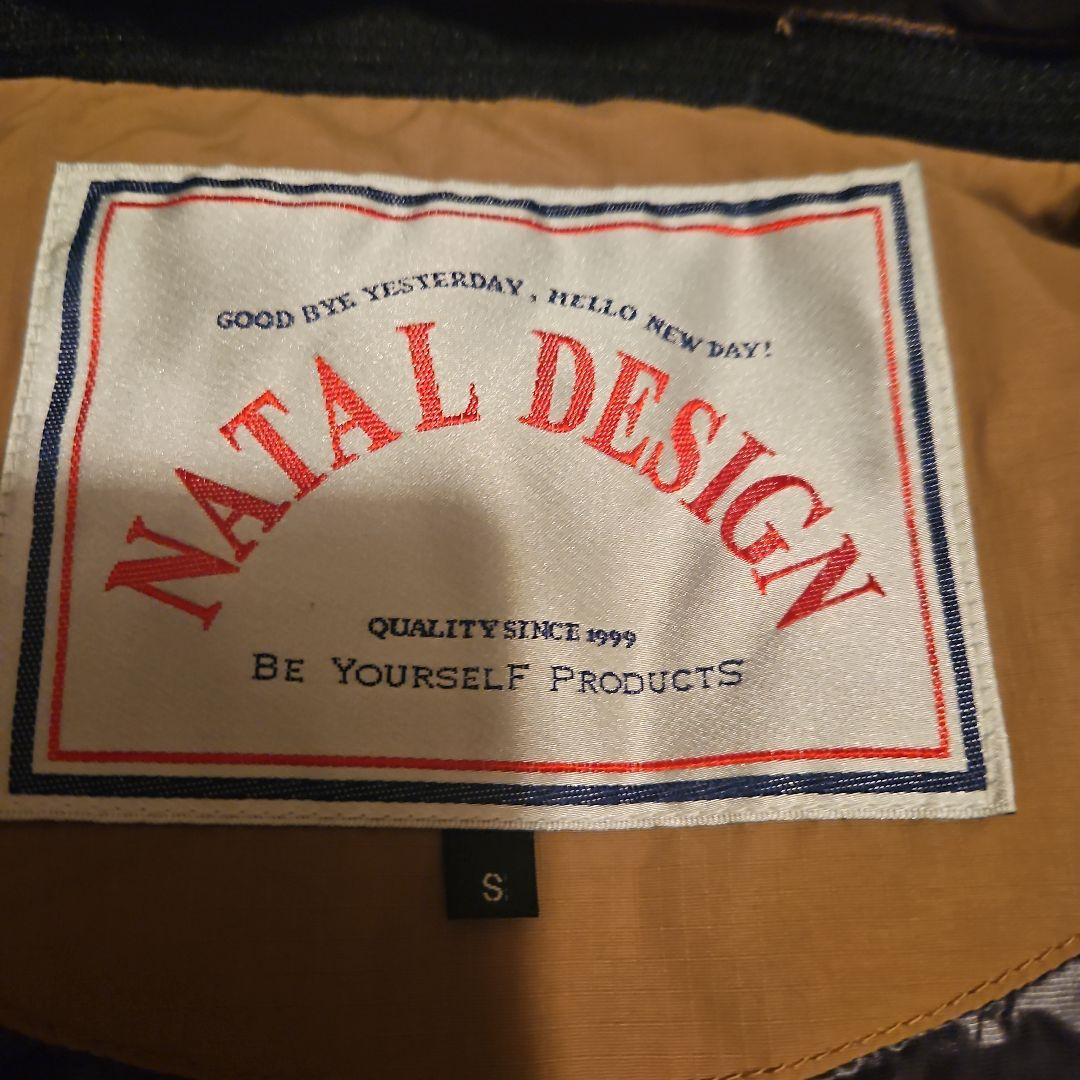 GOOD BYE YESTERDAY, HELLO NEW DAY!
NATAL DESIGN
QUALITY SINCE 1999
BE YOURSELF PRODUCTS
S